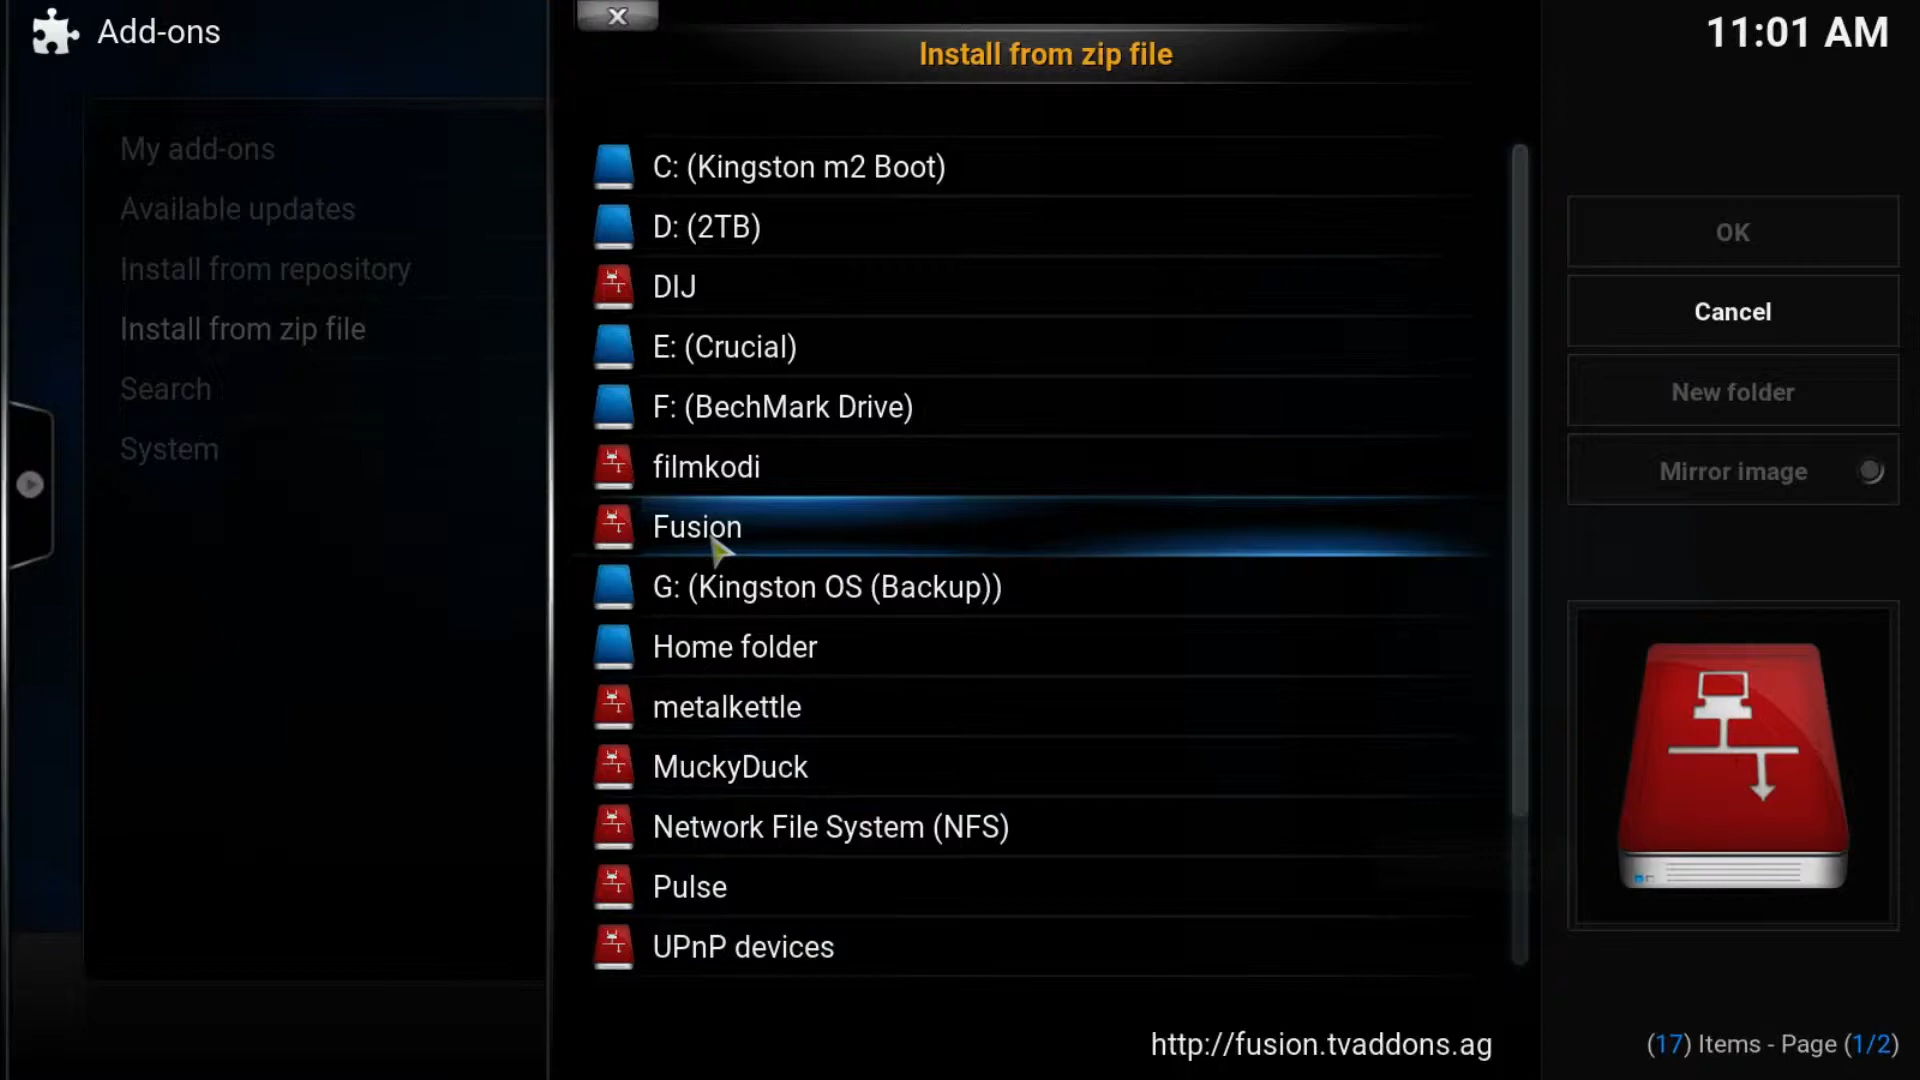 Add-ons
X
Install from zip file
11:01 AM
My add-ons
Available updates
Install from repository
Install from zip file
Search
System
C: (Kingston m2 Boot)
D: (2TB)
DIJ
E: (Crucial)
F: (BechMark Drive)
filmkodi
Fusion
G: (Kingston OS (Backup))
Home folder
metalkettle
MuckyDuck
Network File System (NFS)
Pulse
UPnP devices
OK
Cancel
New folder
Mirror image
http://fusion.tvaddons.ag
(17) Items - Page (1/2)